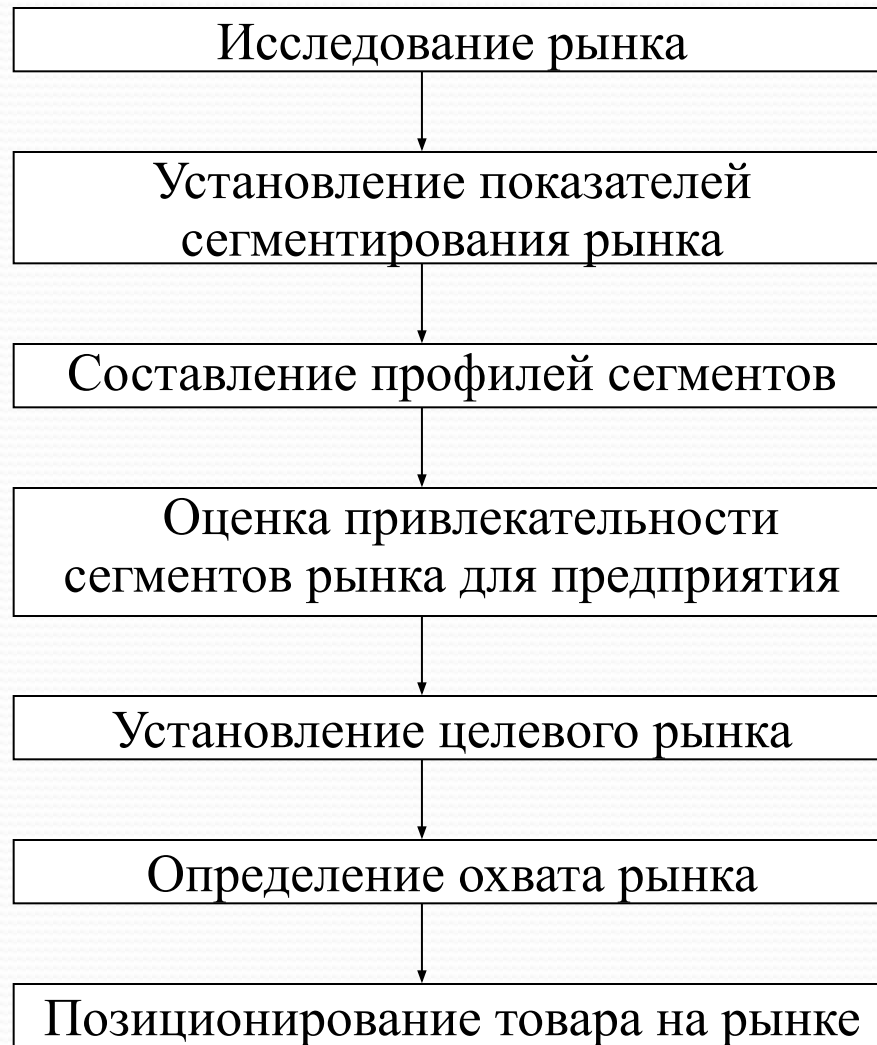 Исследование рынка
Установление показателей
сегментирования рынка
Составление профилей сегментов
Оценка привлекательности
сегментов рынка для предприятия
Установление целевого рынка
Определение охвата рынка
Позиционирование товара на рынке